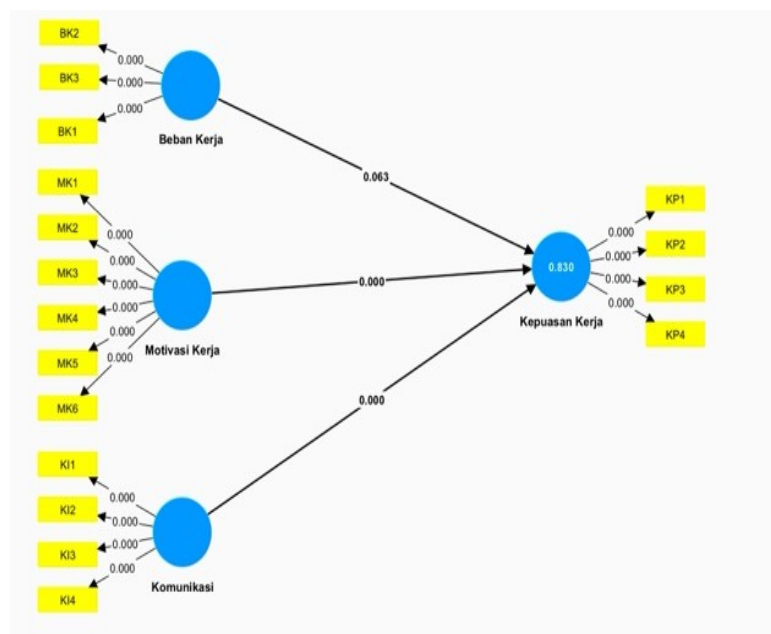 BK2
0.000
BK3
0.000
BK1
0.000
Beban Kerja
0.063
MK1
0.000
MK2
0.000
MK3
0.000
MK4
0.000
MK5
0.000
MK6
0.000
Motivasi Kerja
0.000
KI1
0.000
KI2
0.000
KI3
0.000
KI4
0.000
Komunikasi
0.000
0.830
Kepuasan Kerja
KP1
0.000
KP2
0.000
KP3
0.000
KP4
0.000